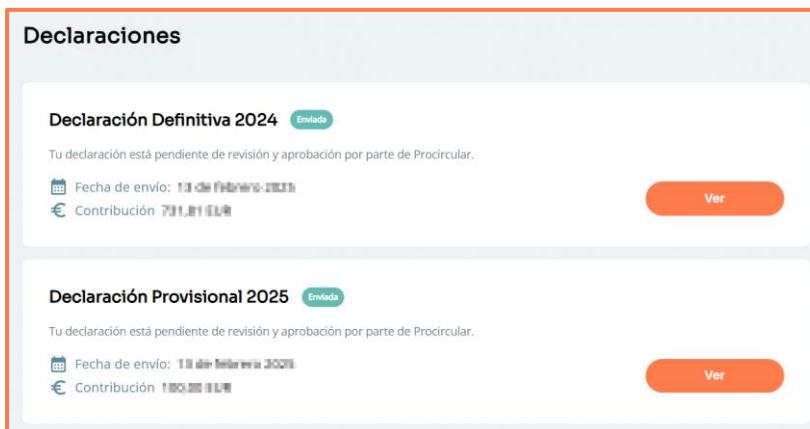 Declaraciones
Declaración Definitiva 2024 Enviada
Tu declaración está pendiente de revisión y aprobación por parte de Procircular.
Fecha de envío:
Contribución
Ver
Declaración Provisional 2025 Enviada
Tu declaración está pendiente de revisión y aprobación por parte de Procircular.
Fecha de envío:
Contribución
Ver